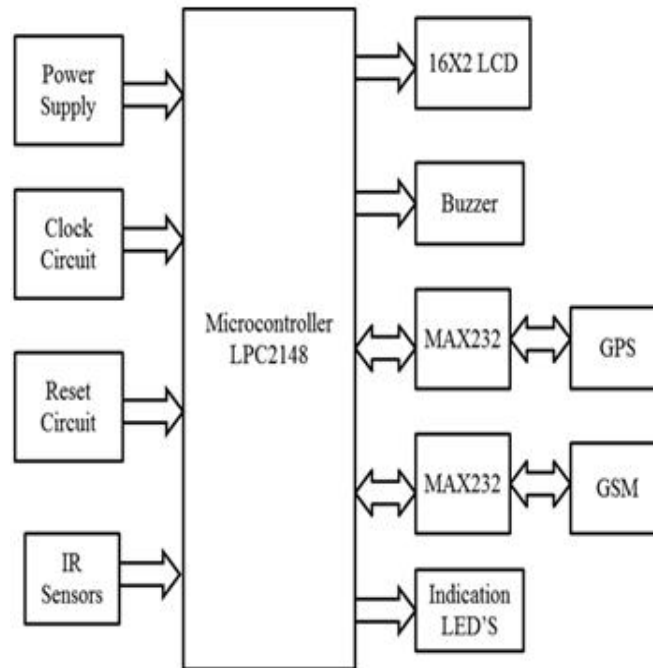 Power
Supply
Clock
Circuit
Reset
Circuit
IR
Sensors
Microcontroller
LPC2148
16X2 LCD
Buzzer
MAX232
GPS
MAX232
GSM
Indication
LED'S